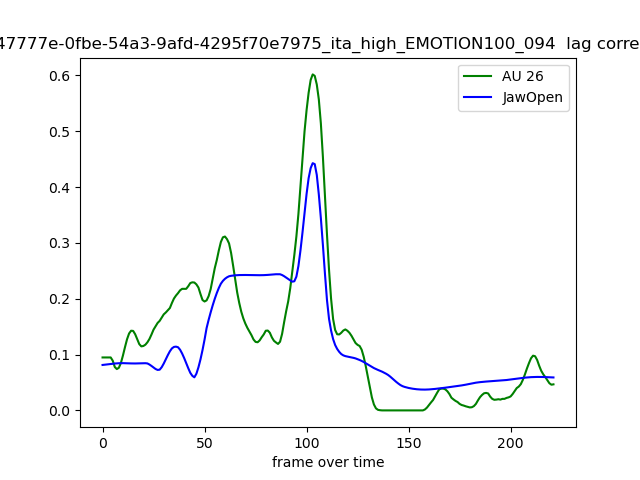 47777e-0fbe-54a3-9afd-4295f70e7975_ita_high_EMOTION100_094  lag corre
AU 26
JawOpen
0.6
0.5
0.4
0.3
0.2
0.1
0.0
0 50 100 150 200
frame over time